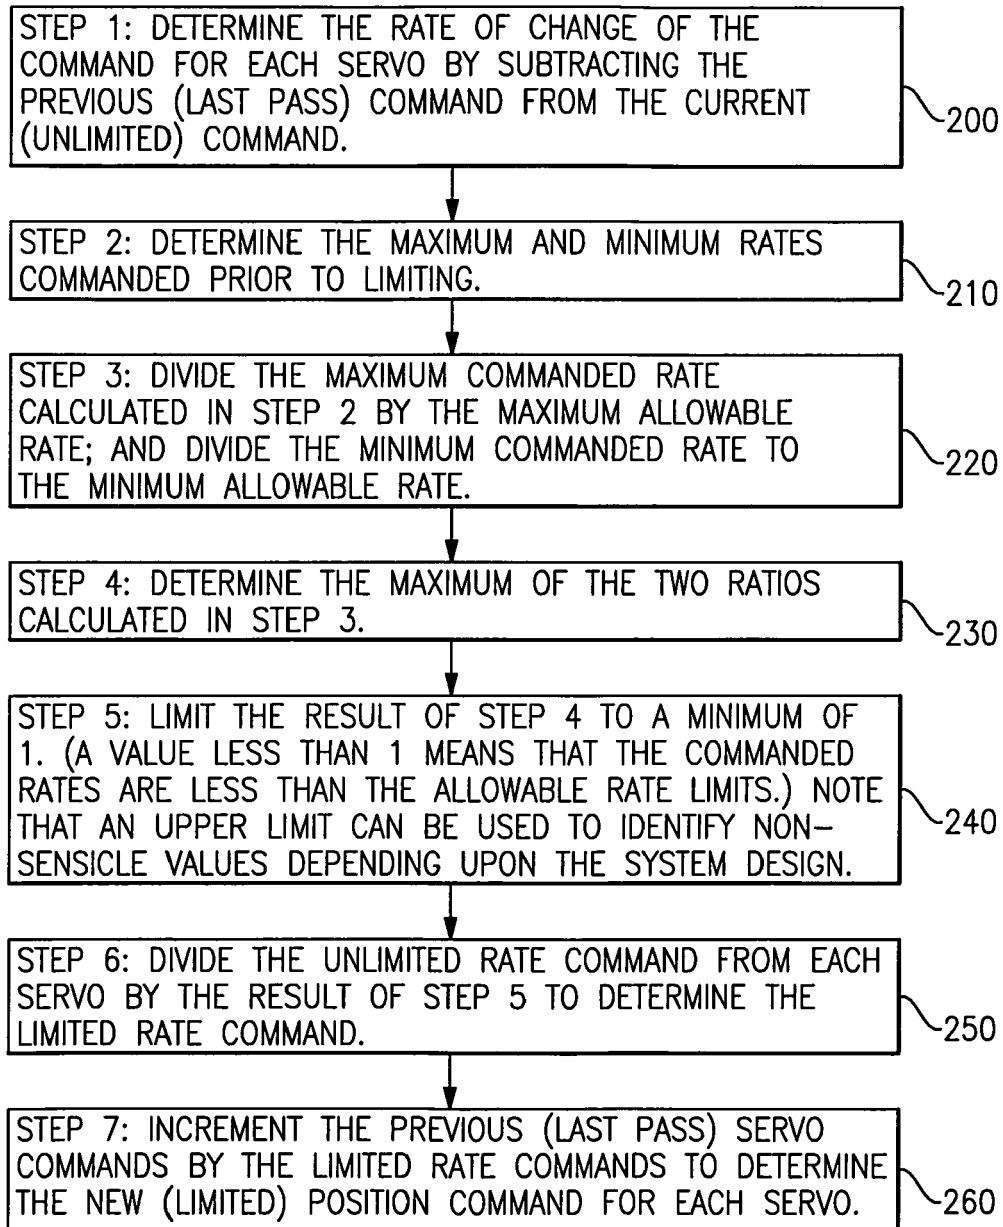 STEP 1: DETERMINE THE RATE OF CHANGE OF THE
COMMAND FOR EACH SERVO BY SUBTRACTING THE
PREVIOUS (LAST PASS) COMMAND FROM THE CURRENT
(UNLIMITED) COMMAND.
200
STEP 2: DETERMINE THE MAXIMUM AND MINIMUM RATES
COMMANDED PRIOR TO LIMITING.
210
STEP 3: DIVIDE THE MAXIMUM COMMANDED RATE
CALCULATED IN STEP 2 BY THE MAXIMUM ALLOWABLE
RATE; AND DIVIDE THE MINIMUM COMMANDED RATE TO
THE MINIMUM ALLOWABLE RATE.
220
STEP 4: DETERMINE THE MAXIMUM OF THE TWO RATIOS
CALCULATED IN STEP 3.
230
STEP 5: LIMIT THE RESULT OF STEP 4 TO A MINIMUM OF
1. (A VALUE LESS THAN 1 MEANS THAT THE COMMANDED
RATES ARE LESS THAN THE ALLOWABLE RATE LIMITS.) NOTE
THAT AN UPPER LIMIT CAN BE USED TO IDENTIFY NON-
SENSICLE VALUES DEPENDING UPON THE SYSTEM DESIGN.
240
STEP 6: DIVIDE THE UNLIMITED RATE COMMAND FROM EACH
SERVO BY THE RESULT OF STEP 5 TO DETERMINE THE
LIMITED RATE COMMAND.
250
STEP 7: INCREMENT THE PREVIOUS (LAST PASS) SERVO
COMMANDS BY THE LIMITED RATE COMMANDS TO DETERMINE
THE NEW (LIMITED) POSITION COMMAND FOR EACH SERVO.
260